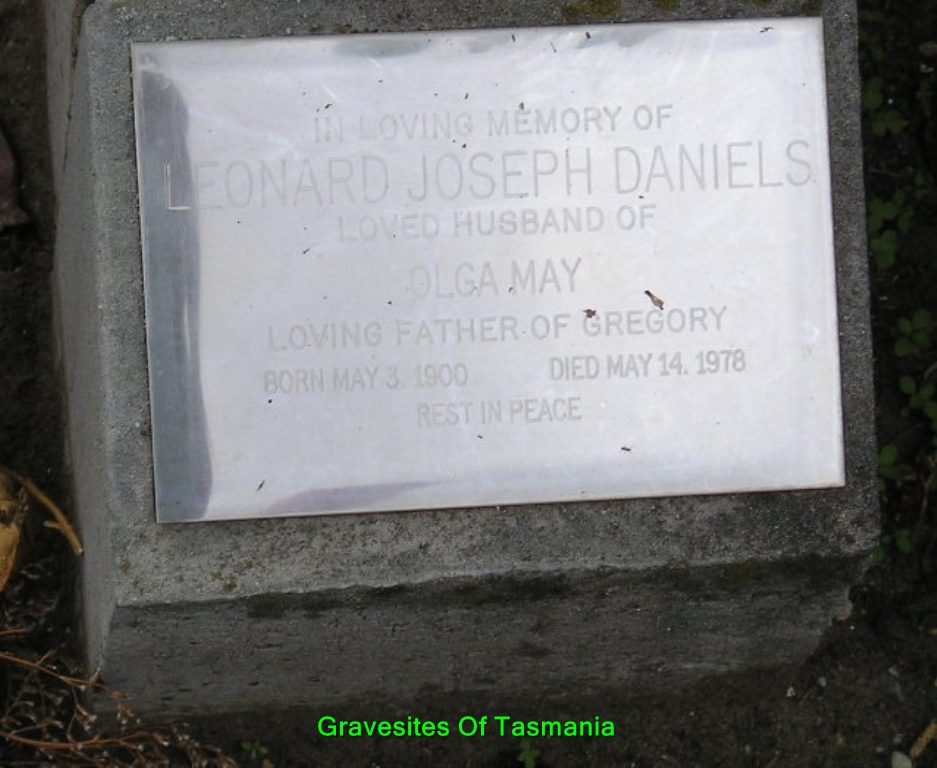 IN LOVING MEMORY OF
LEONARD JOSEPH DANIELS
LOVED HUSBAND OF
OLGA MAY
LOVING FATHER OF GREGORY
BORN MAY 3. 1900 DIED MAY 14. 1978
REST IN PEACE
Gravesites Of Tasmania